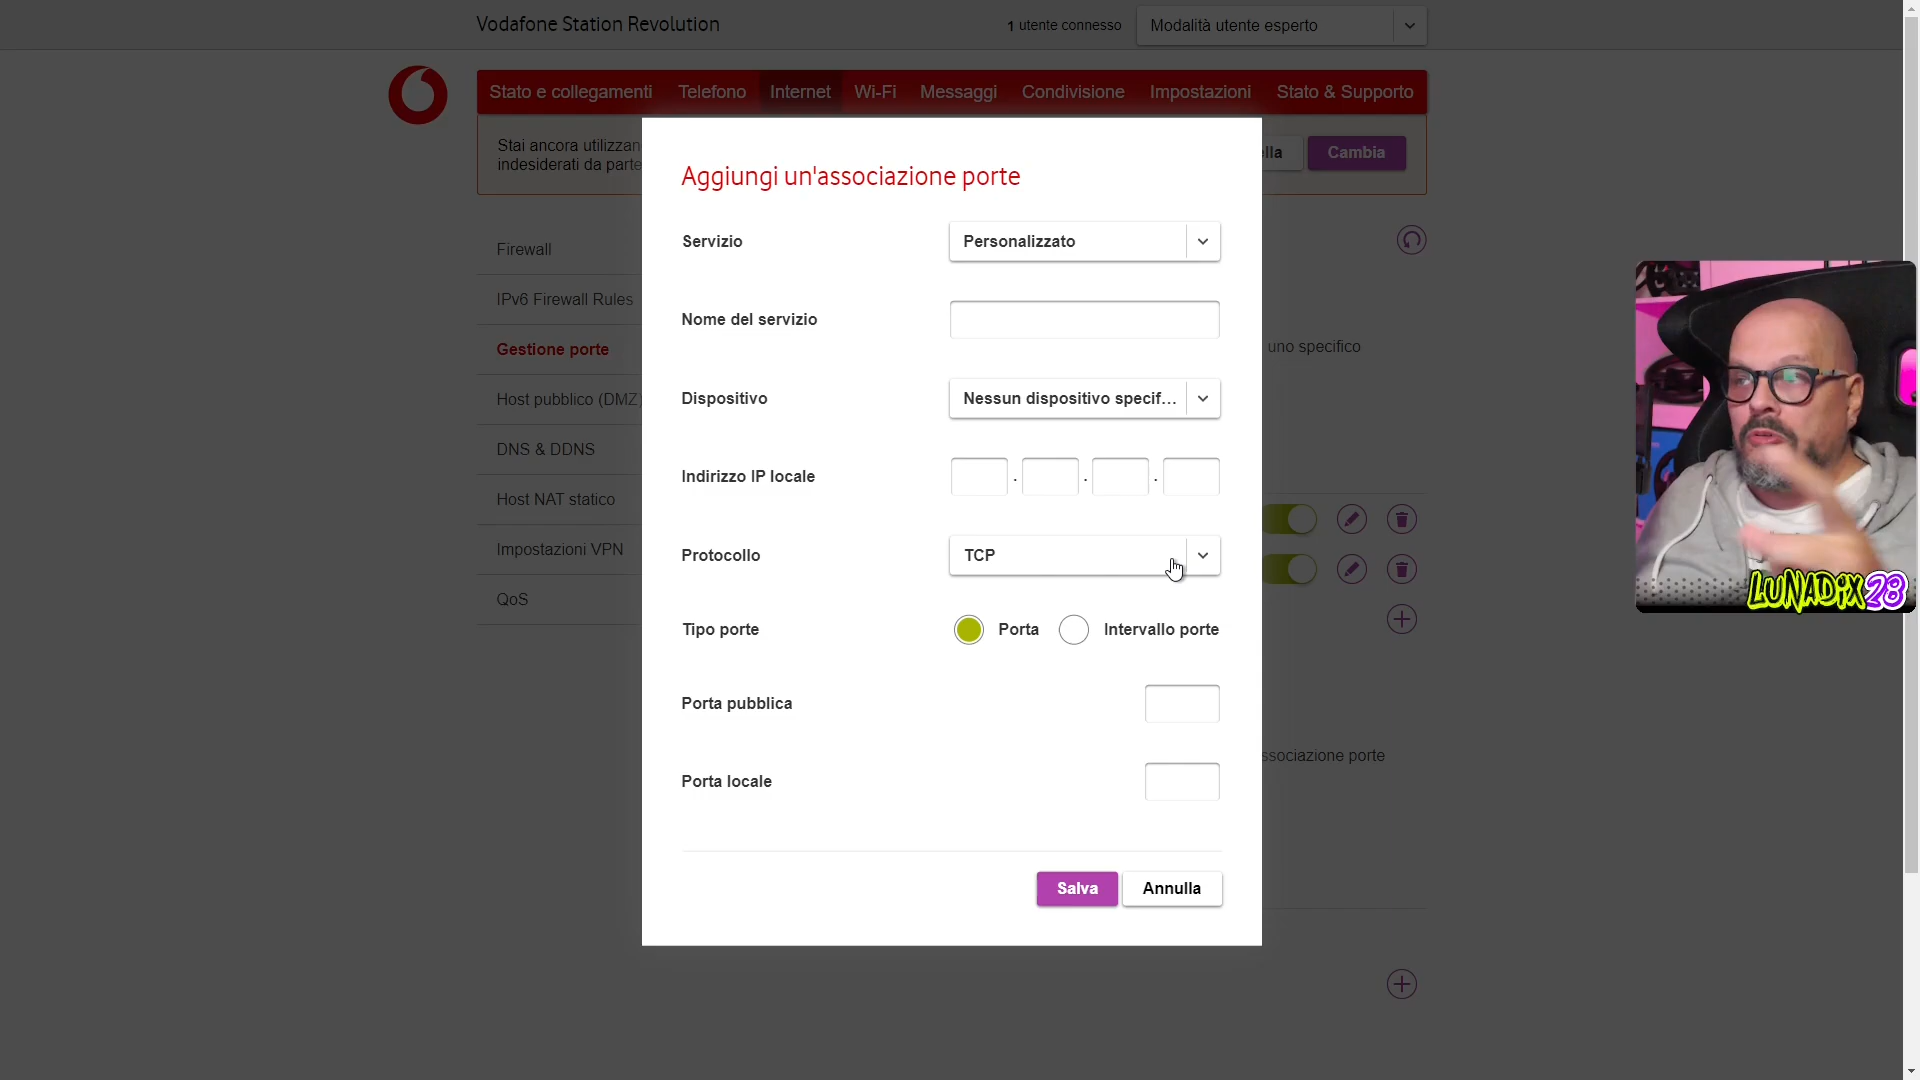 Vodafone Station Revolution
1 utente connesso
Modalità utente esperto
Stato e collegamenti
Telefono
Internet
Wi-Fi
Messaggi
Condivisione
Impostazioni
Stato & Supporto
Stai ancora utilizzan
indesiderati da parte
lla
Cambia
Firewall
IPv6 Firewall Rules
Gestione porte
Host pubblico (DMZ)
DNS & DDNS
Host NAT statico
Impostazioni VPN
QoS
uno specifico
ssociazione porte
Aggiungi un'associazione porte
Servizio
Personalizzato
Nome del servizio
Dispositivo
Nessun dispositivo specif...
Indirizzo IP locale
. . .
Protocollo
TCP
Tipo porte
Porta
Intervallo porte
Porta pubblica
Porta locale
Salva
Annulla
LUNADIX28